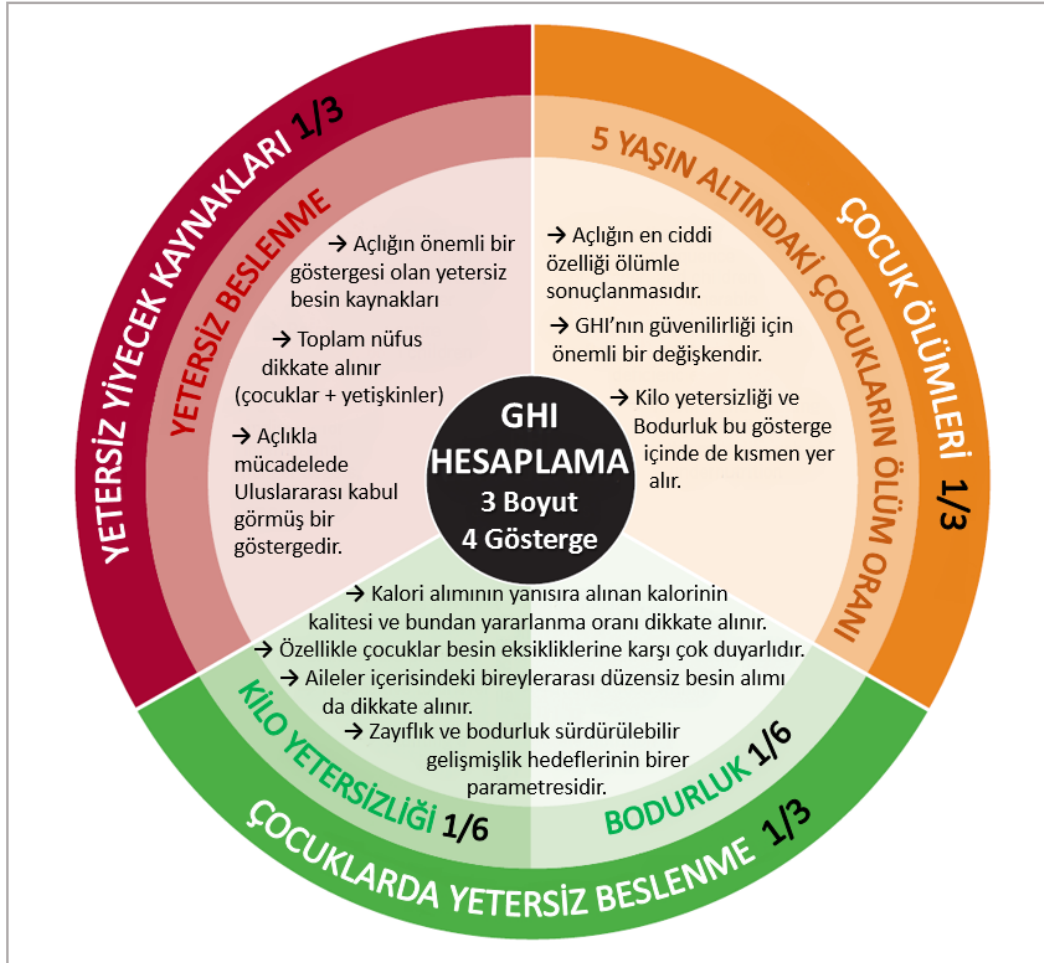 YETERSİZ YİYECEK KAYNAKLARI 1/3
YETERSİZ BESLENME
→ Açlığın önemli bir
göstergesi olan yetersiz
besin kaynakları
→ Toplam nüfus
dikkate alınır
(çocuklar + yetişkinler)
→ Açlıkla
mücadelede
Uluslararası kabul
görmüş bir
göstergedir.
ÇOCUK ÖLÜMLERİ 1/3
5 YAŞIN ALTINDAKİ ÇOCUKLARIN ÖLÜM ORANI
→ Açlığın en ciddi
özelliği ölümle
sonuçlanmasıdır.
→ GHI’nın güvenilirliği için
önemli bir değişkendir.
→ Kilo yetersizliği ve
Bodurluk bu gösterge
içinde de kısmen yer
alır.
GHI
HESAPLAMA
3 Boyut
4 Gösterge
→ Kalori alımının yanısıra alınan kalorinin
kalitesi ve bundan yararlanma oranı dikkate alınır.
→ Özellikle çocuklar besin eksikliklerine karşı çok duyarlıdır.
→ Aileler içerisindeki bireylerarası düzensiz besin alımı
da dikkate alınır.
→ Zayıflık ve bodurluk sürdürülebilir
gelişmişlik hedeflerinin birer
parametresidir.
KİLO YETERSİZLİĞİ 1/6
BODURLUK 1/6
ÇOCUKLARDA YETERSİZ BESLENME 1/3